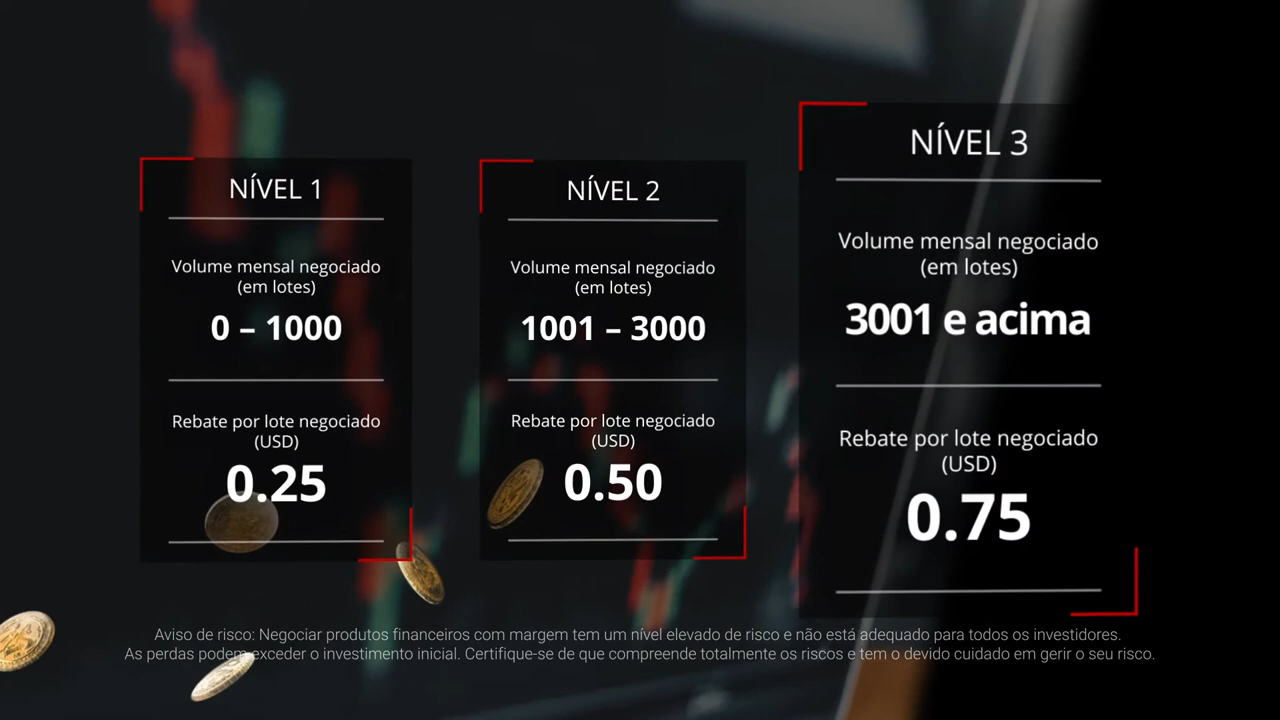 NÍVEL 1
Volume mensal negociado
(em lotes)
0 – 1000
Rebate por lote negociado
(USD)
0.25
NÍVEL 2
Volume mensal negociado
(em lotes)
1001 – 3000
Rebate por lote negociado
(USD)
0.50
NÍVEL 3
Volume mensal negociado
(em lotes)
3001 e acima
Rebate por lote negociado
(USD)
0.75
Aviso de risco: Negociar produtos financeiros com margem tem um nível elevado de risco e não está adequado para todos os investidores.
As perdas podem exceder o investimento inicial. Certifique-se de que compreende totalmente os riscos e tem o devido cuidado em gerir o seu risco.